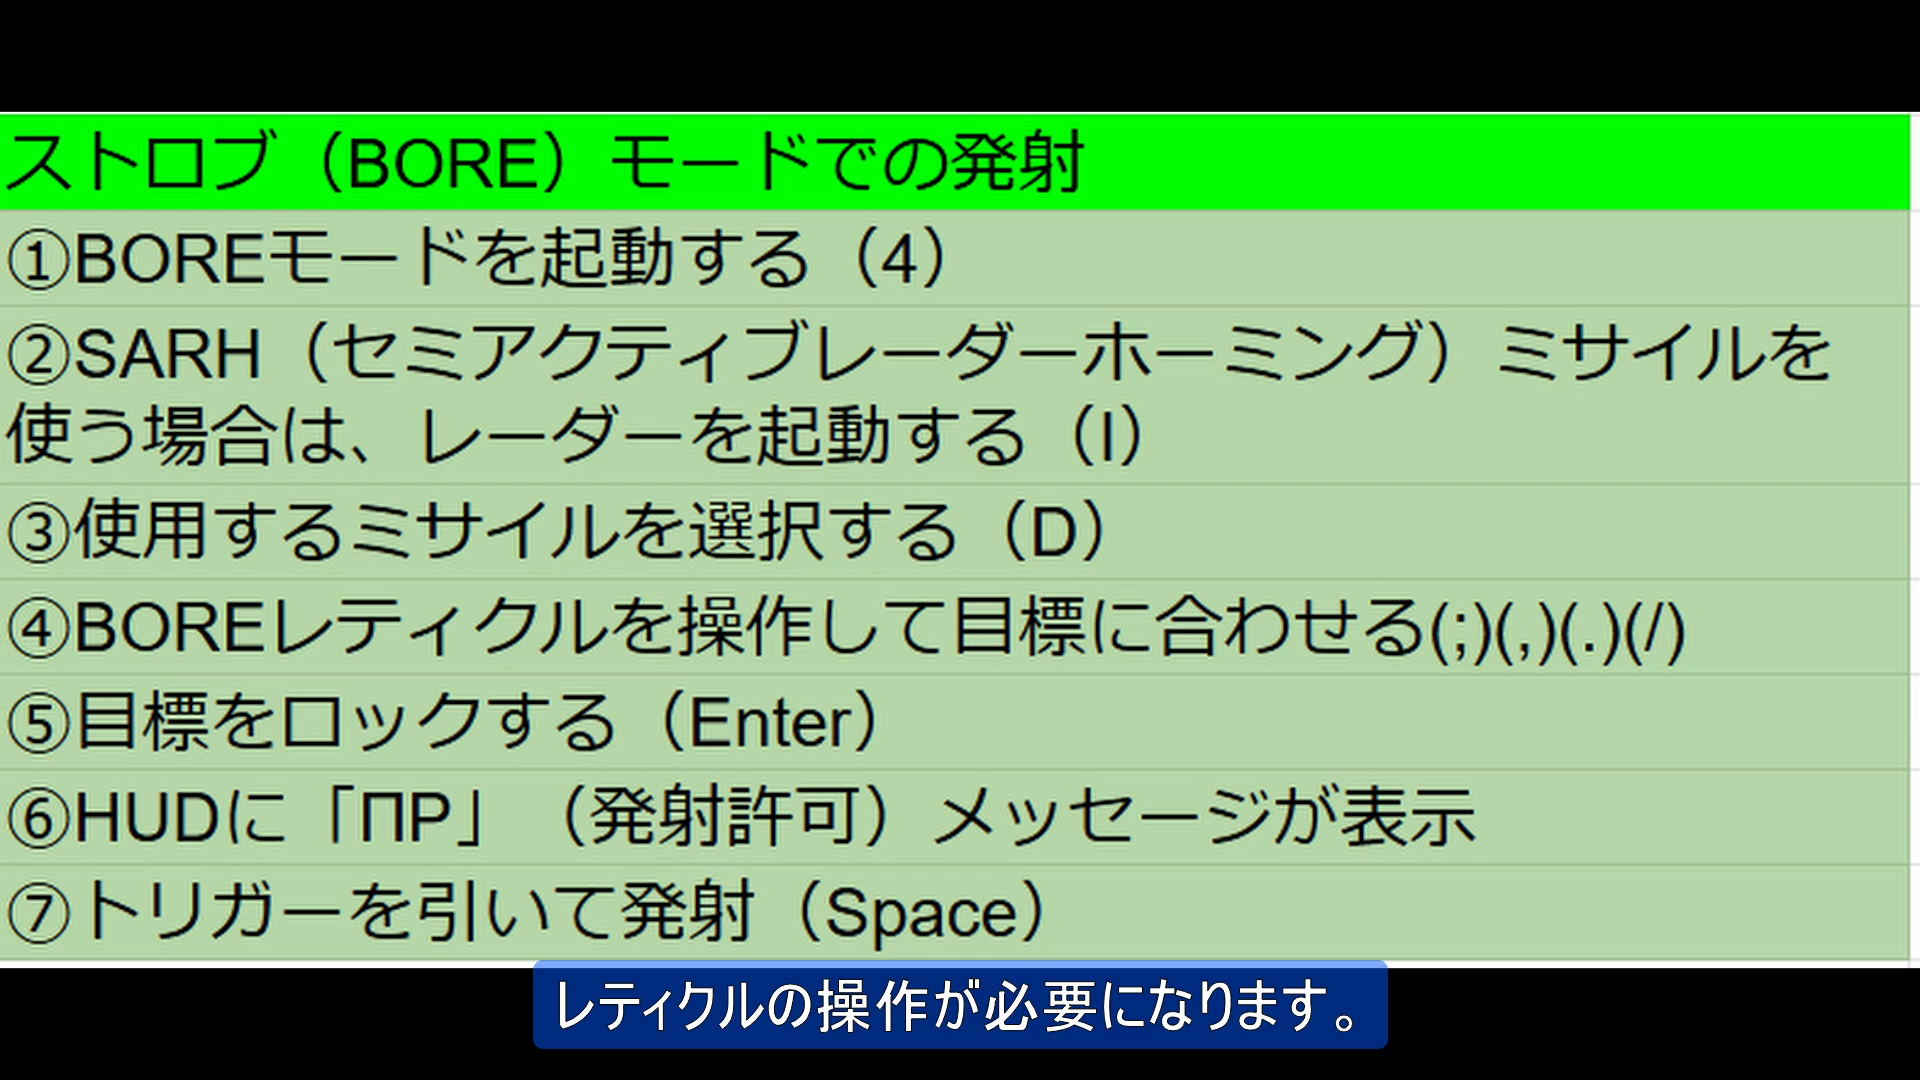 ストロブ（BORE）モードでの発射
①BOREモードを起動する（4）
②SARH（セミアクティブレーダーホーミング）ミサイルを
使う場合は、レーダーを起動する（I）
③使用するミサイルを選択する（D）
④BOREレティクルを操作して目標に合わせる(;)(,)(.)(/)
⑤目標をロックする（Enter）
⑥HUDに「ПР」（発射許可）メッセージが表示
⑦トリガーを引いて発射（Space）
レティクルの操作が必要になります。